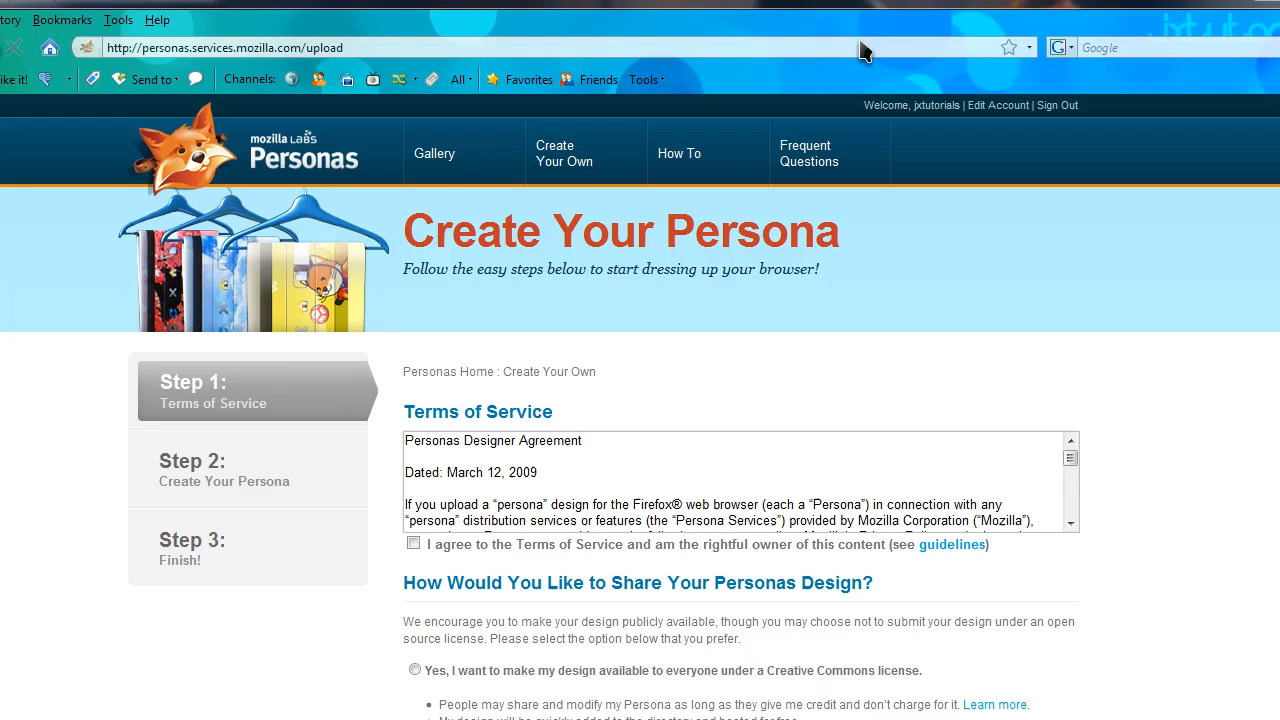 tory Bookmarks Tools Help
http://personas.services.mozilla.com/upload
G Google
ike it! Send to Channels: All Favorites Friends Tools
Welcome, jxtutorials | Edit Account | Sign Out
mozilla LABS
Personas
Gallery
Create
Your Own
How To
Frequent
Questions
Create Your Persona
Follow the easy steps below to start dressing up your browser!
Step 1:
Terms of Service
Step 2:
Create Your Persona
Step 3:
Finish!
Personas Home : Create Your Own
Terms of Service
Personas Designer Agreement
Dated: March 12, 2009
If you upload a “persona” design for the Firefox® web browser (each a “Persona”) in connection with any
“persona” distribution services or features (the “Persona Services”) provided by Mozilla Corporation (“Mozilla”),
I agree to the Terms of Service and am the rightful owner of this content (see guidelines)
How Would You Like to Share Your Personas Design?
We encourage you to make your design publicly available, though you may choose not to submit your design under an open
source license. Please select the option below that you prefer.
Yes, I want to make my design available to everyone under a Creative Commons license.
• People may share and modify my Persona as long as they give me credit and don't charge for it. Learn more.